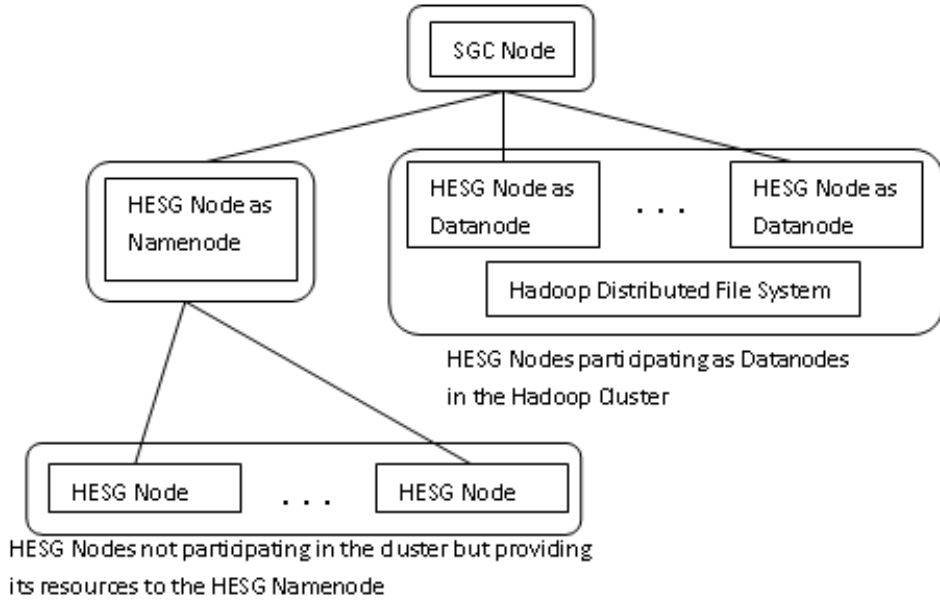 SGC Node
HESG Node as
Namenode
HESG Node as
Datanode
. . .
HESG Node as
Datanode
Hadoop Distributed File System
HESG Nodes participating as Datanodes
in the Hadoop Cluster
HESG Node
. . .
HESG Node
HESG Nodes not participating in the cluster but providing
its resources to the HESG Namenode